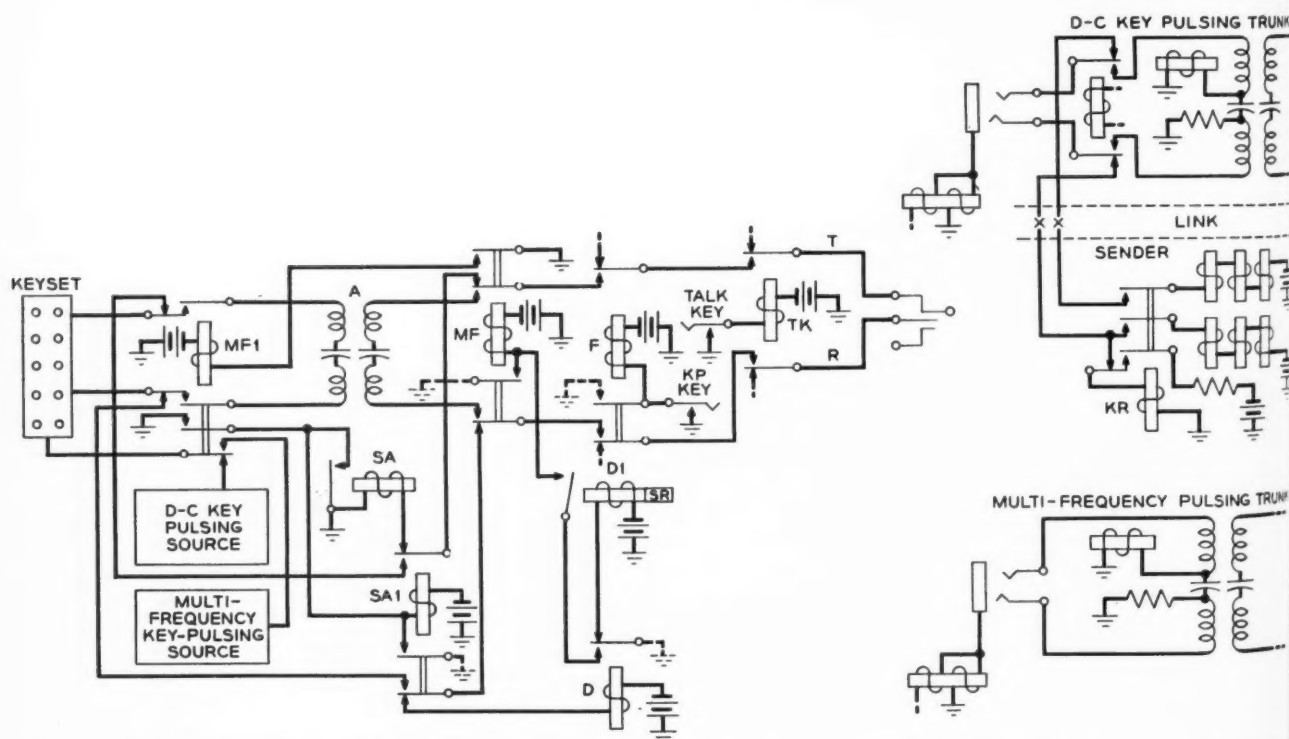 D-C KEY PULSING TRUNK
LINK
SENDER
KR
KEYSET
MF1
A
MF
F
TALK
KEY
TK
T
R
KP
KEY
SA
D1
SR
D-C KEY
PULSING
SOURCE
SA1
MULTI-
FREQUENCY
KEY-PULSING
SOURCE
D
MULTI-FREQUENCY PULSING TRUNK